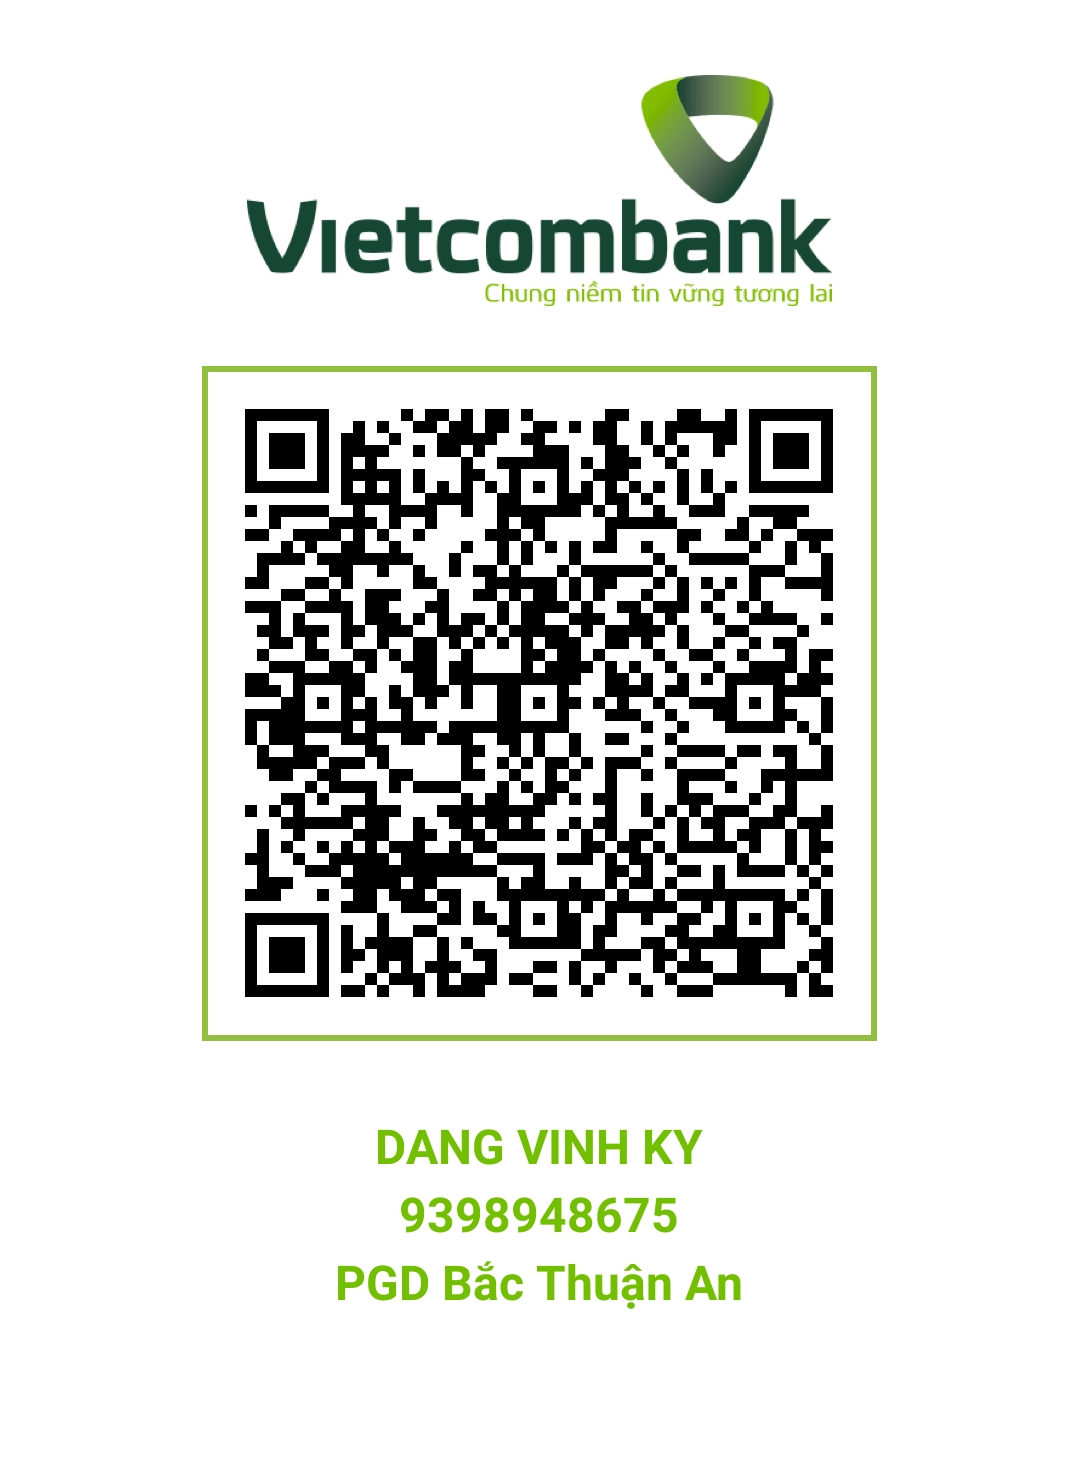 Vietcombank
Chung niềm tin vững tương lai
DANG VINH KY
9398948675
PGD Bắc Thuận An